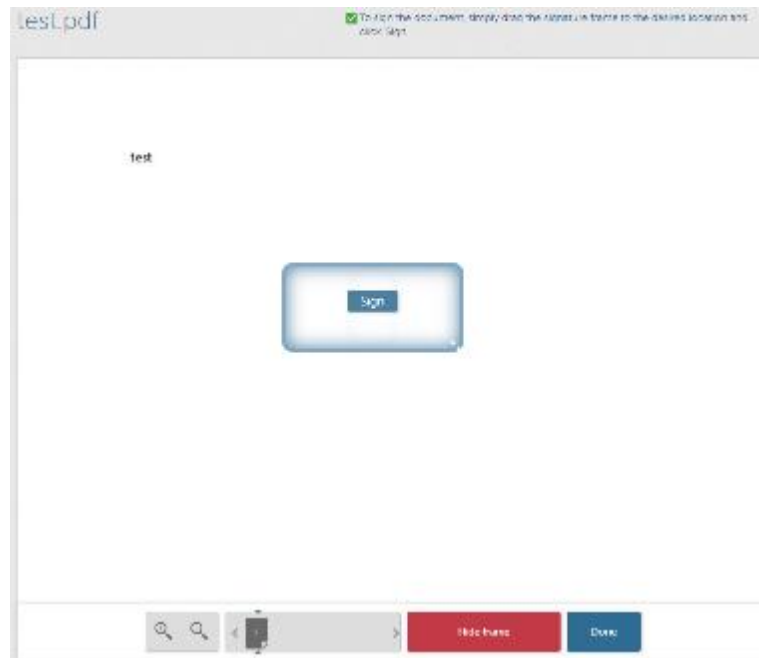 test.pdf
To sign the document, simply drag the signature frame to the desired location and
click Sign
test
Sign
Hide frame
Done